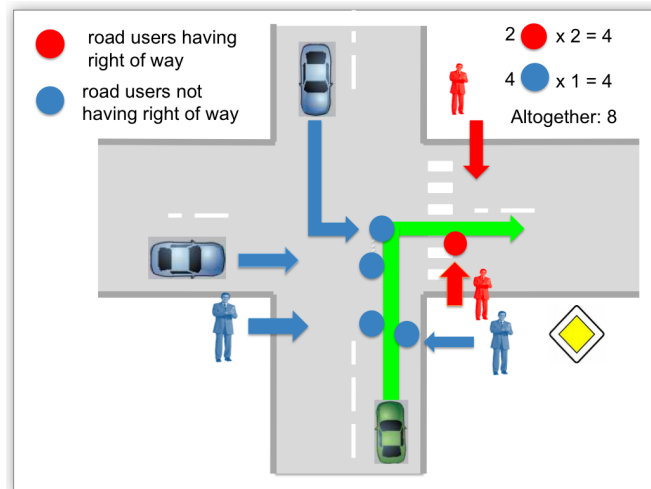 road users having
right of way
road users not
having right of way
2 x 2 = 4
4 x 1 = 4
Altogether: 8